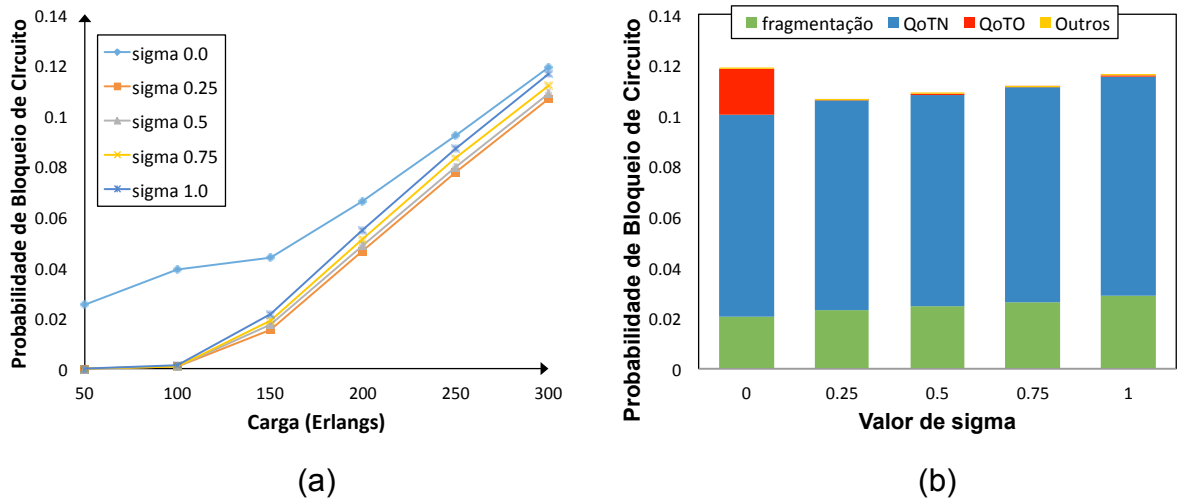 Probabilidade de Bloqueio de CIrcuito
0.14
0.12
0.1
0.08
0.06
0.04
0.02
0
sigma 0.0
sigma 0.25
sigma 0.5
sigma 0.75
sigma 1.0
50 100 150 200 250 300
Carga (Erlangs)
(a)
Probabilidade de Bloqueio de Circuito
0.14
0.12
0.1
0.08
0.06
0.04
0.02
0
fragmentação QoTN QoTO Outros
0 0.25 0.5 0.75 1
Valor de sigma
(b)